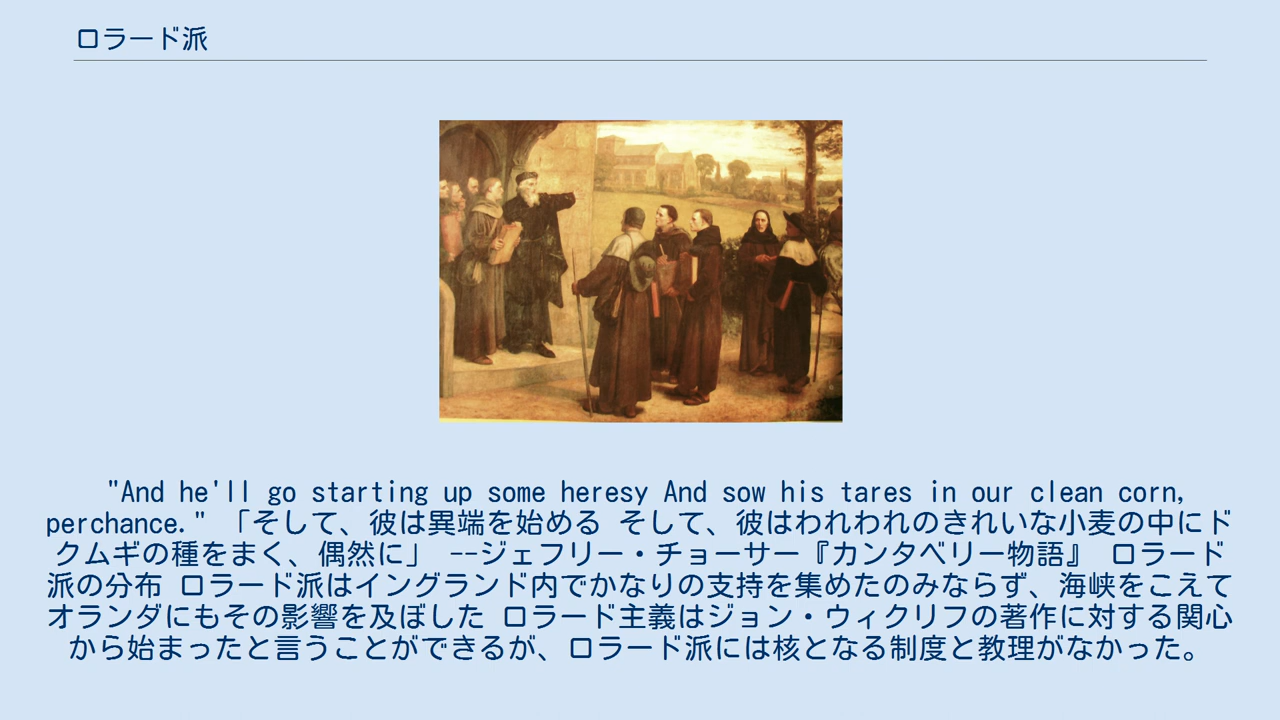 ロラード派
"And he'll go starting up some heresy And sow his tares in our clean corn,
perchance." 「そして、彼は異端を始める そして、彼はわれわれのきれいな小麦の中にド
クムギの種をまく、偶然に」 --ジェフリー・チョーサー『カンタベリー物語』 ロラード
派の分布 ロラード派はイングランド内でかなりの支持を集めたのみならず、海峡をこえて
オランダにもその影響を及ぼした ロラード主義はジョン・ウィクリフの著作に対する関心
から始まったと言うことができるが、ロラード派には核となる制度と教理がなかった。